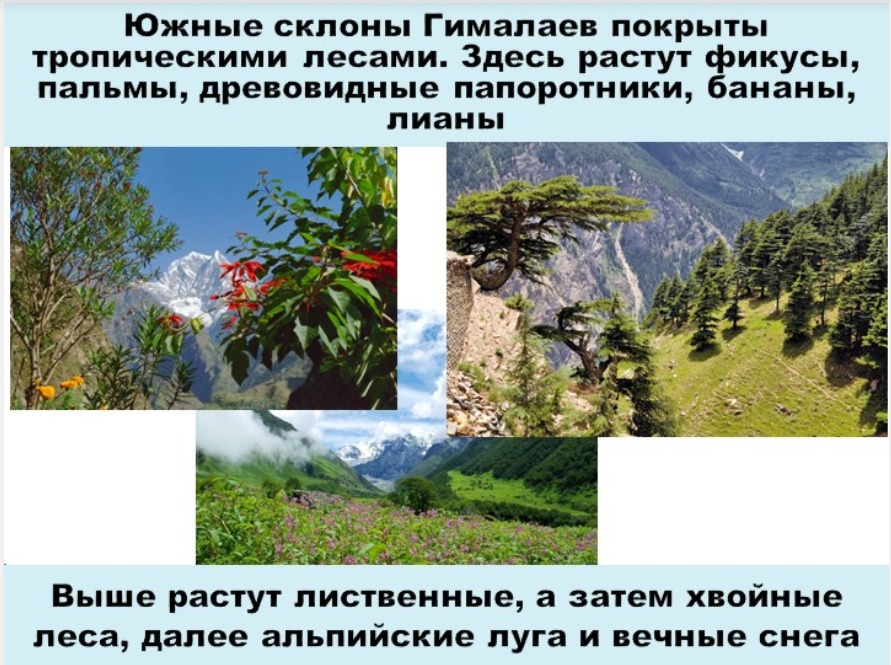 Южные склоны Гималаев покрыты
тропическими лесами. Здесь растут фикусы,
пальмы, древовидные папоротники, бананы,
лианы
Выше растут лиственные, а затем хвойные
леса, далее альпийские луга и вечные снега